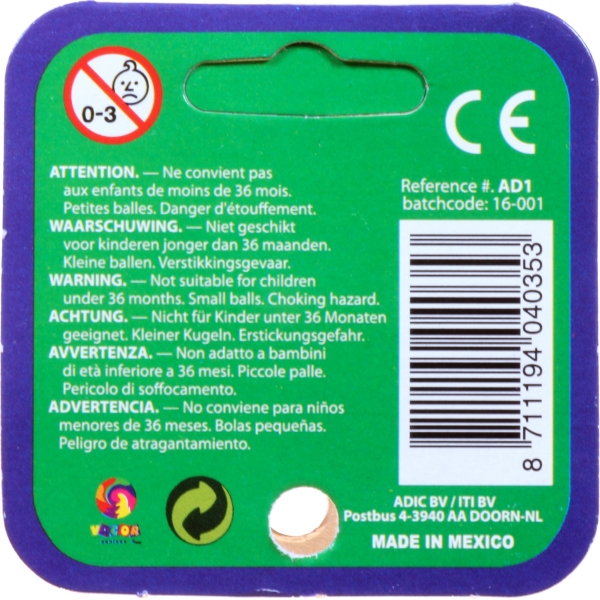 0-3
CE
ATTENTION. — Ne convient pas
aux enfants de moins de 36 mois.
Petites balles. Danger d'étouffement.
WAARSCHUWING. — Niet geschikt
voor kinderen jonger dan 36 maanden.
Kleine ballen. Verstikkingsgevaar.
WARNING. — Not suitable for children
under 36 months. Small balls. Choking hazard.
ACHTUNG. — Nicht für Kinder unter 36 Monaten
geeignet. Kleiner Kugeln. Erstickungsgefahr.
AVVERTENZA. — Non adatto a bambini
di età inferiore a 36 mesi. Piccole palle.
Pericolo di soffocamento.
ADVERTENCIA. — No conviene para niños
menores de 36 meses. Bolas pequeñas.
Peligro de atragantamiento.
Reference #. AD1
batchcode: 16-001
8 711194 040353
VACOR
ADIC BV / ITI BV
Postbus 4-3940 AA DOORN-NL
MADE IN MEXICO